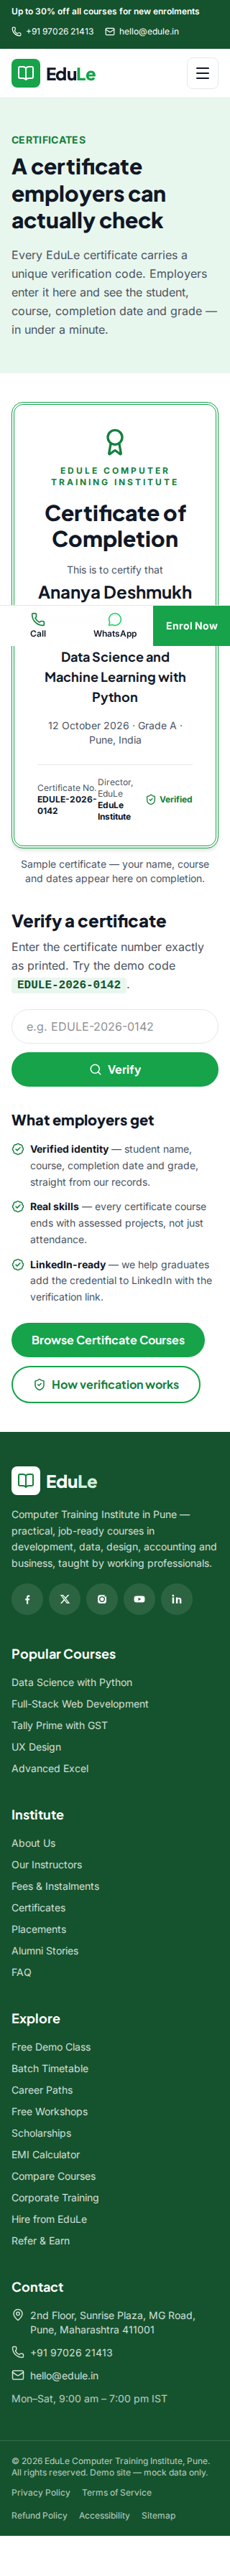 Up to 30% off all courses for new enrolments
+91 97026 21413 hello@edule.in
EduLe
CERTIFICATES
A certificate
employers can
actually check
Every EduLe certificate carries a
unique verification code. Employers
enter it here and see the student,
course, completion date and grade —
in under a minute.
EDULE COMPUTER
TRAINING INSTITUTE
Certificate of
Completion
This is to certify that
Ananya Deshmukh
Call
WhatsApp
Enrol Now
Data Science and
Machine Learning with
Python
12 October 2026 · Grade A ·
Pune, India
Certificate No.
EDULE-2026-
0142
Director,
EduLe
EduLe
Institute
Verified
Sample certificate — your name, course
and dates appear here on completion.
Verify a certificate
Enter the certificate number exactly
as printed. Try the demo code
EDULE-2026-0142 .
e.g. EDULE-2026-0142
Verify
What employers get
Verified identity — student name,
course, completion date and grade,
straight from our records.
Real skills — every certificate course
ends with assessed projects, not just
attendance.
LinkedIn-ready — we help graduates
add the credential to LinkedIn with the
verification link.
Browse Certificate Courses
How verification works
EduLe
Computer Training Institute in Pune —
practical, job-ready courses in
development, data, design, accounting and
business, taught by working professionals.
Popular Courses
Data Science with Python
Full-Stack Web Development
Tally Prime with GST
UX Design
Advanced Excel
Institute
About Us
Our Instructors
Fees & Instalments
Certificates
Placements
Alumni Stories
FAQ
Explore
Free Demo Class
Batch Timetable
Career Paths
Free Workshops
Scholarships
EMI Calculator
Compare Courses
Corporate Training
Hire from EduLe
Refer & Earn
Contact
2nd Floor, Sunrise Plaza, MG Road,
Pune, Maharashtra 411001
+91 97026 21413
hello@edule.in
Mon–Sat, 9:00 am – 7:00 pm IST
© 2026 EduLe Computer Training Institute, Pune.
All rights reserved. Demo site — mock data only.
Privacy Policy Terms of Service
Refund Policy Accessibility Sitemap